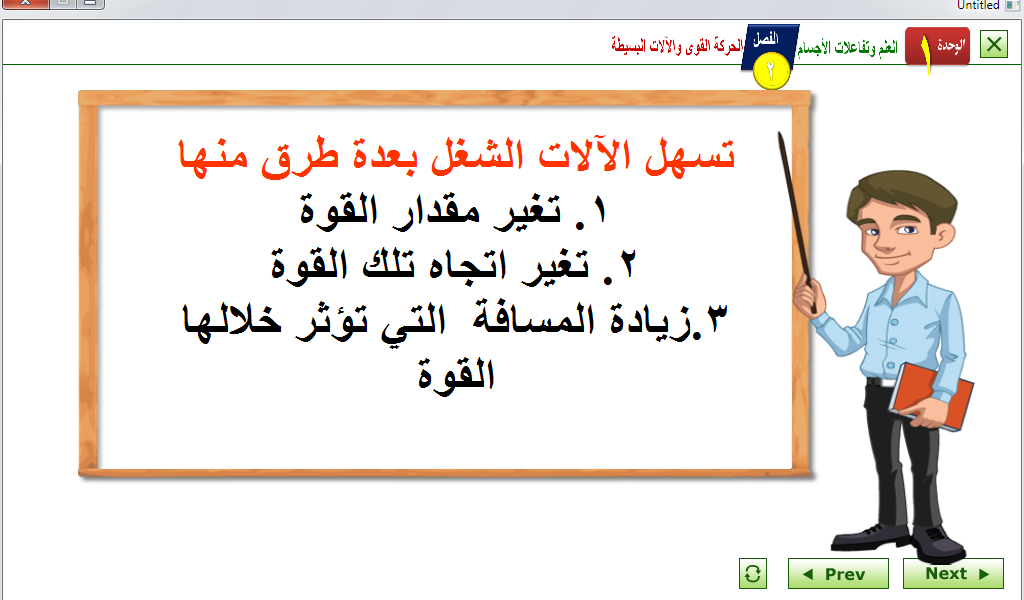 Untitled
الوحدة ١ العلم وتفاعلات الأجسام الفصل ٢ الحركة القوى والآلات البسيطة
تسهل الآلات الشغل بعدة طرق منها
١. تغير مقدار القوة
٢. تغير اتجاه تلك القوة
٣.زيادة المسافة التي تؤثر خلالها
القوة
Prev
Next